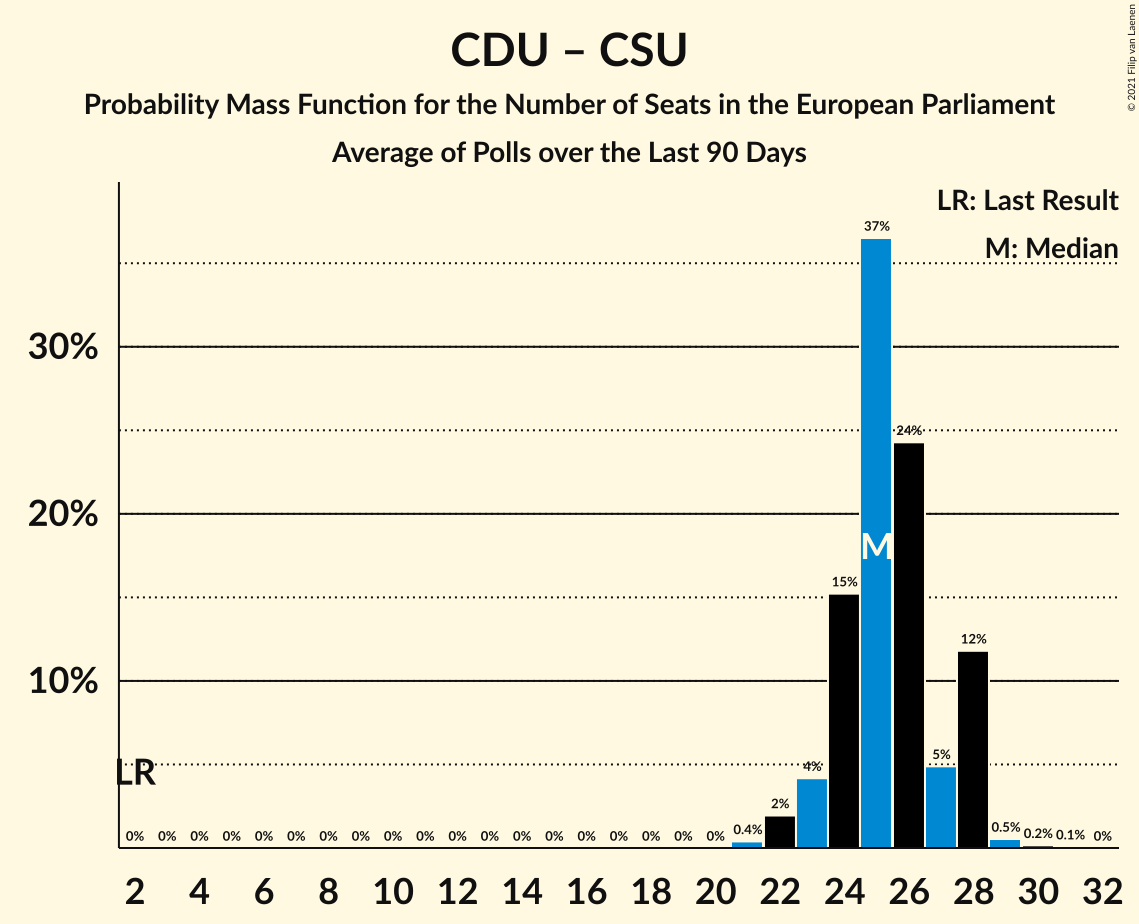 CDU – CSU
Probability Mass Function for the Number of Seats in the European Parliament
Average of Polls over the Last 90 Days
© 2021 Filip van Laenen
LR: Last Result
M: Median
37%
30%
24%
20%
M
15%
12%
10%
LR
5%
4%
2%
0% 0% 0% 0% 0% 0% 0% 0% 0% 0% 0% 0% 0% 0% 0% 0% 0% 0% 0% 0.4% 0.5% 0.2% 0.1% 0%
2 4 6 8 10 12 14 16 18 20 22 24 26 28 30 32